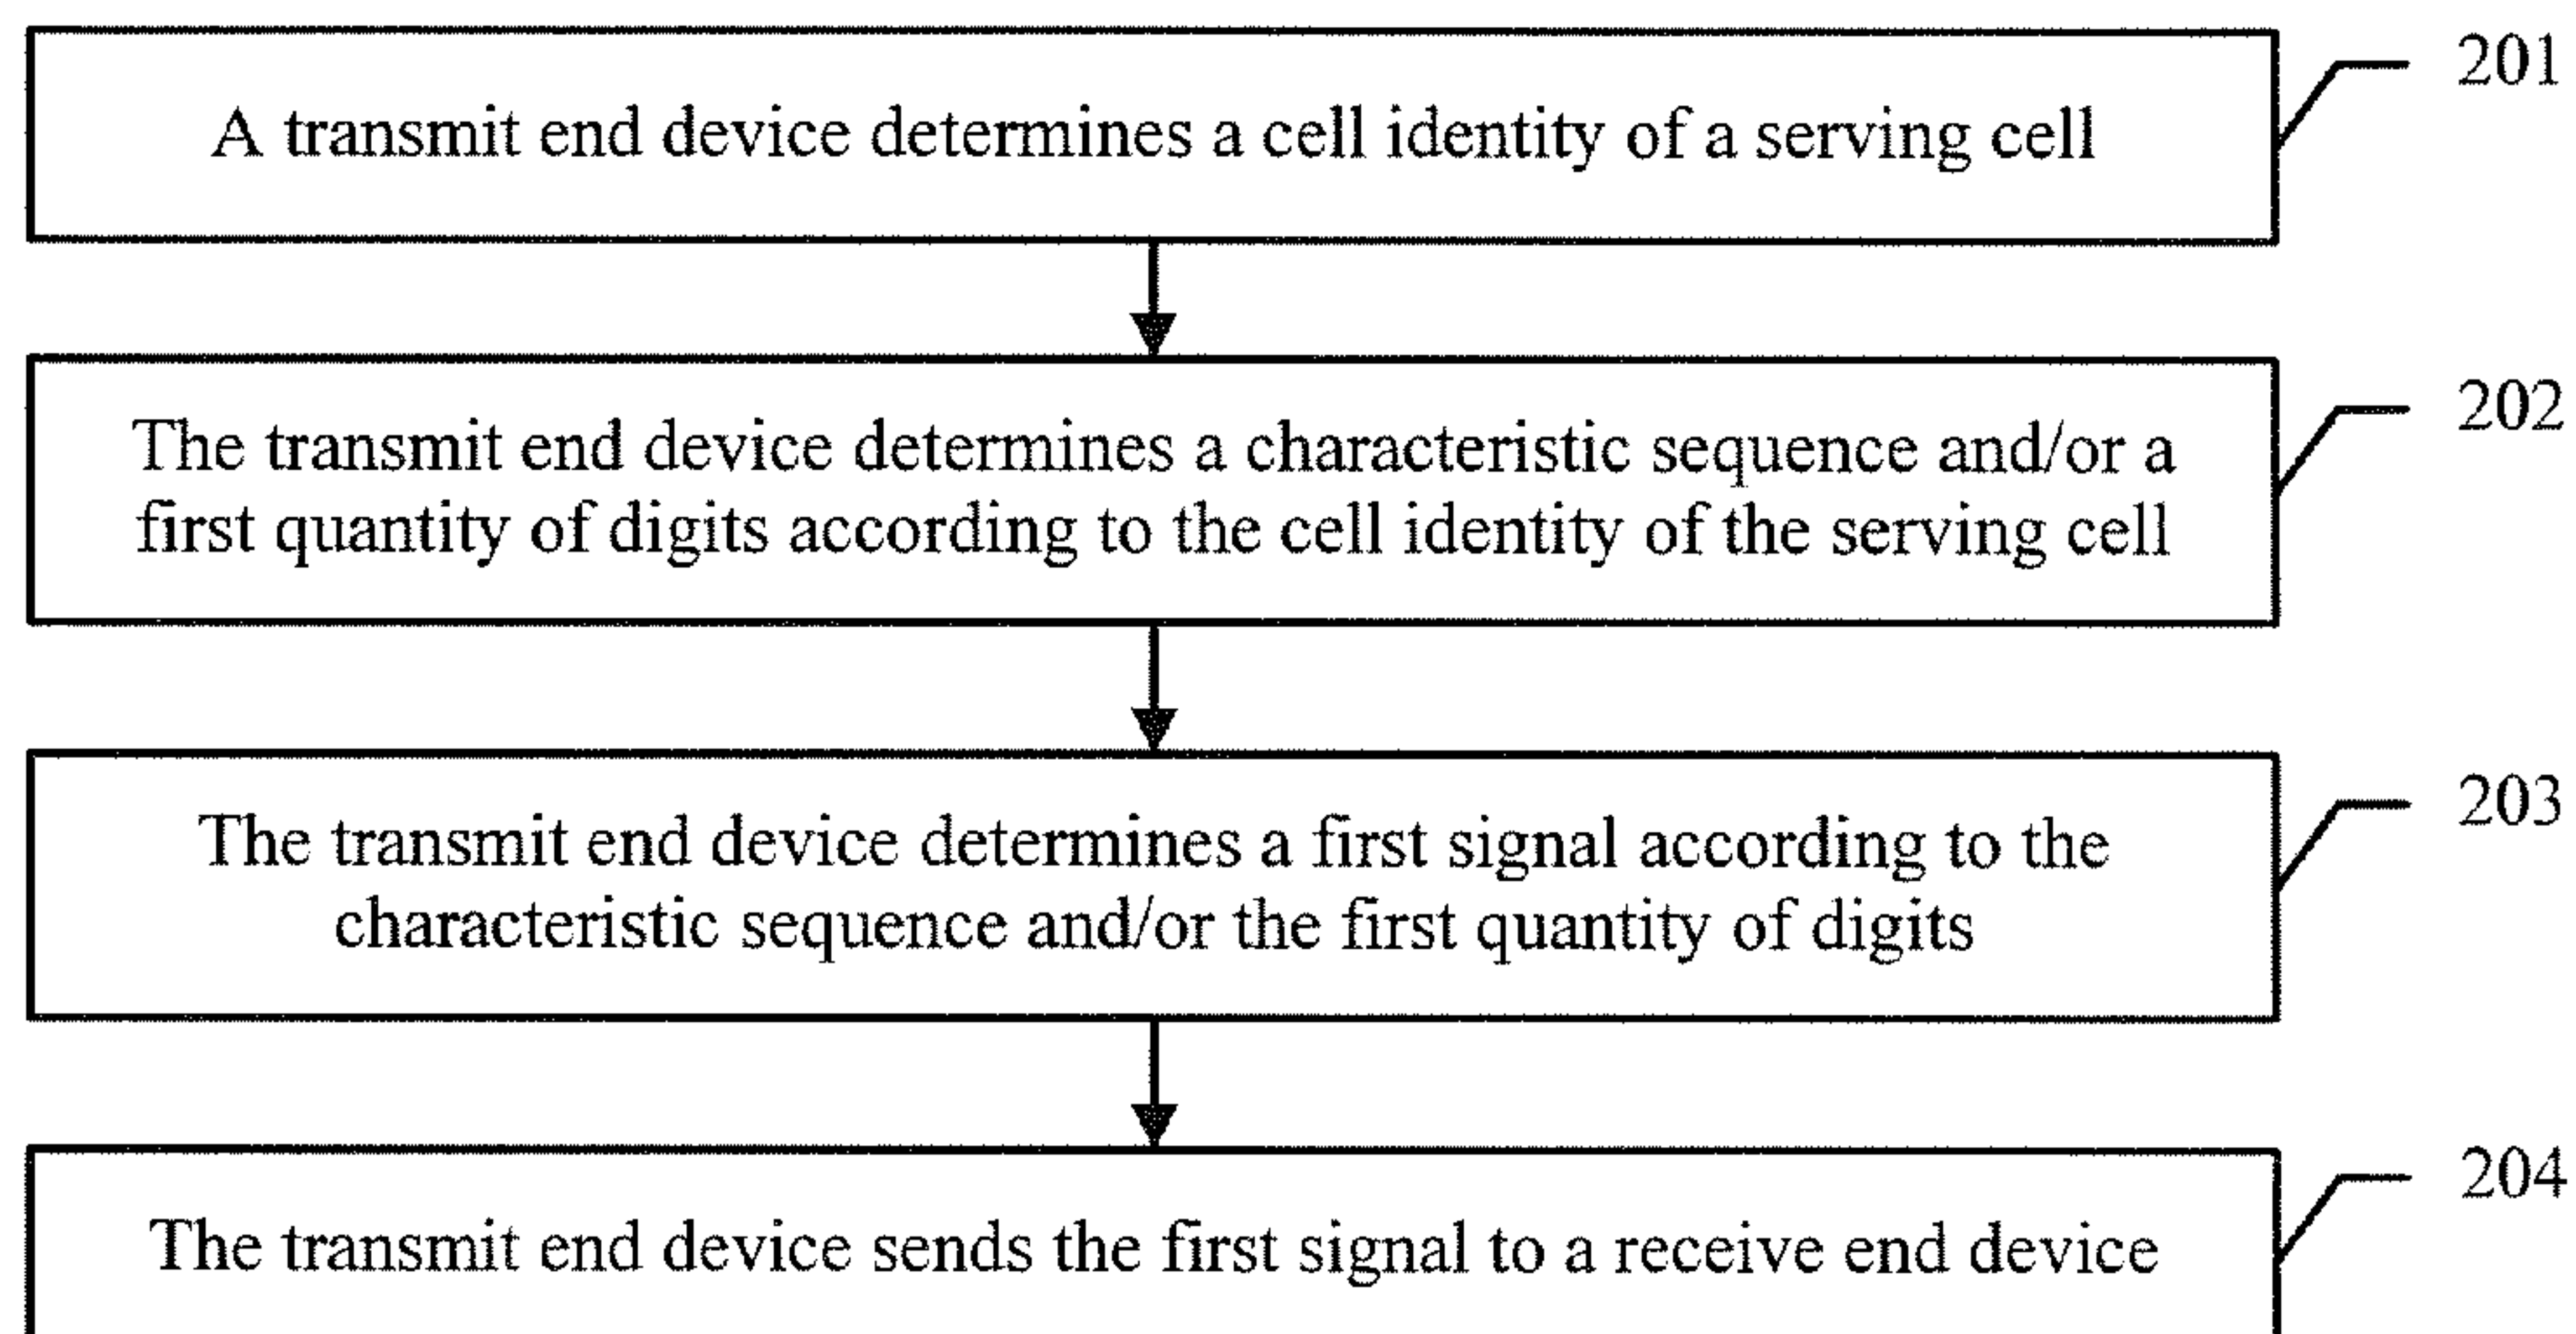 A transmit end device determines a cell identity of a serving cell
201
The transmit end device determines a characteristic sequence and/or a
first quantity of digits according to the cell identity of the serving cell
202
The transmit end device determines a first signal according to the
characteristic sequence and/or the first quantity of digits
203
The transmit end device sends the first signal to a receive end device
204